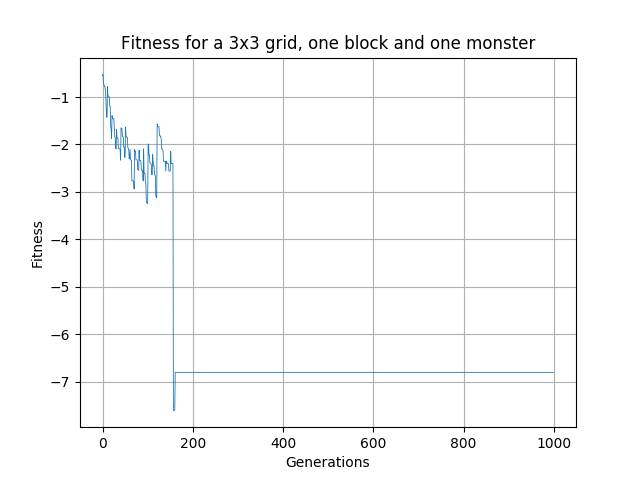 Fitness for a 3x3 grid, one block and one monster
Fitness
−1
−2
−3
−4
−5
−6
−7
0 200 400 600 800 1000
Generations